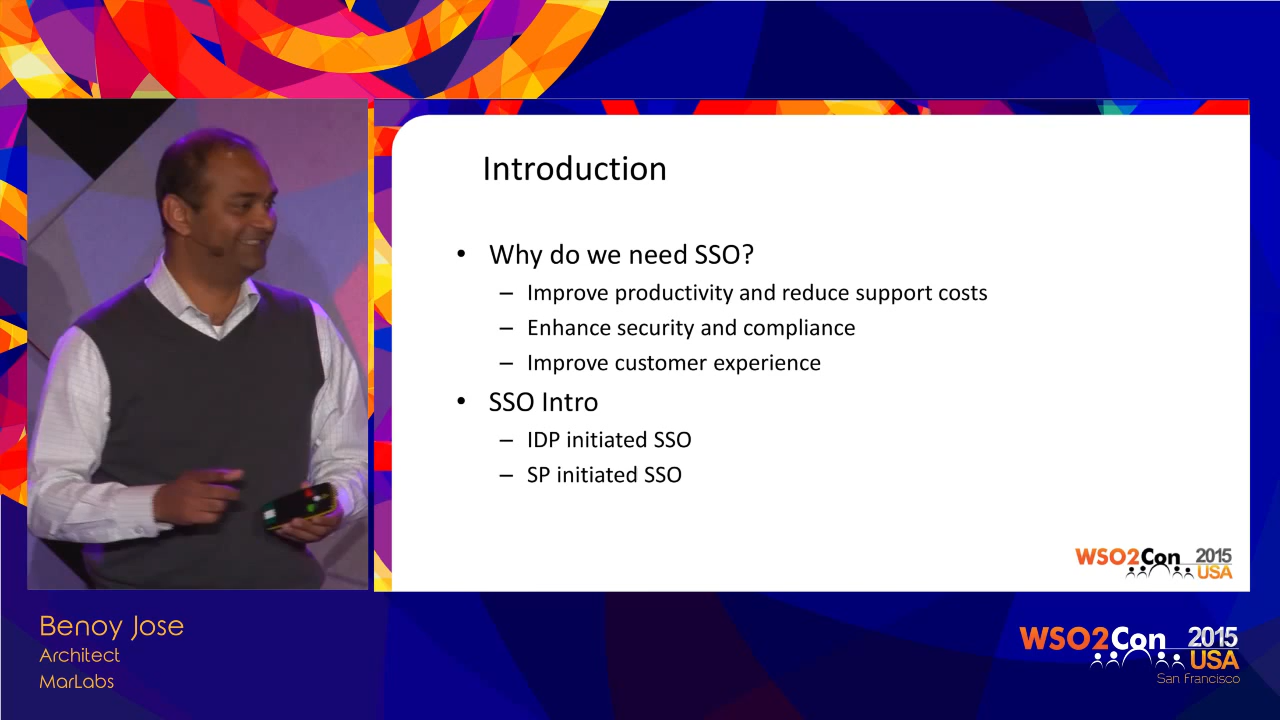 Introduction
• Why do we need SSO?
– Improve productivity and reduce support costs
– Enhance security and compliance
– Improve customer experience
• SSO Intro
– IDP initiated SSO
– SP initiated SSO
WSO2Con 2015
USA
Benoy Jose
Architect
MarLabs
WSO2Con 2015
USA
San Francisco